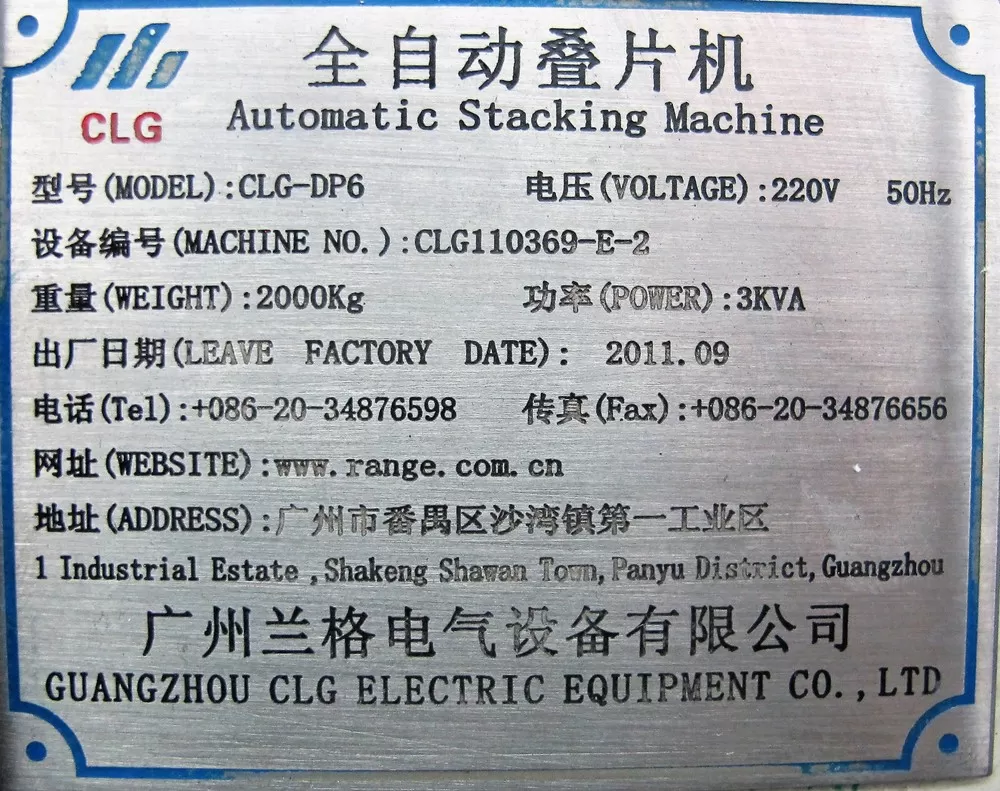 全自动叠片机
CLG
Automatic Stacking Machine
型号(MODEL):CLG-DP6 电压(VOLTAGE):220V 50Hz
设备编号(MACHINE NO.):CLG110369-E-2
重量(WEIGHT):2000Kg 功率(POWER):3KVA
出厂日期(LEAVE FACTORY DATE): 2011.09
电话(Tel):+086-20-34876598 传真(Fax):+086-20-34876656
网址(WEBSITE):www.range.com.cn
地址(ADDRESS):广州市番禺区沙湾镇第一工业区
1 Industrial Estate ,Shakeng Shawan Town,Panyu District,Guangzhou
广州兰格电气设备有限公司
GUANGZHOU CLG ELECTRIC EQUIPMENT CO.,LTD